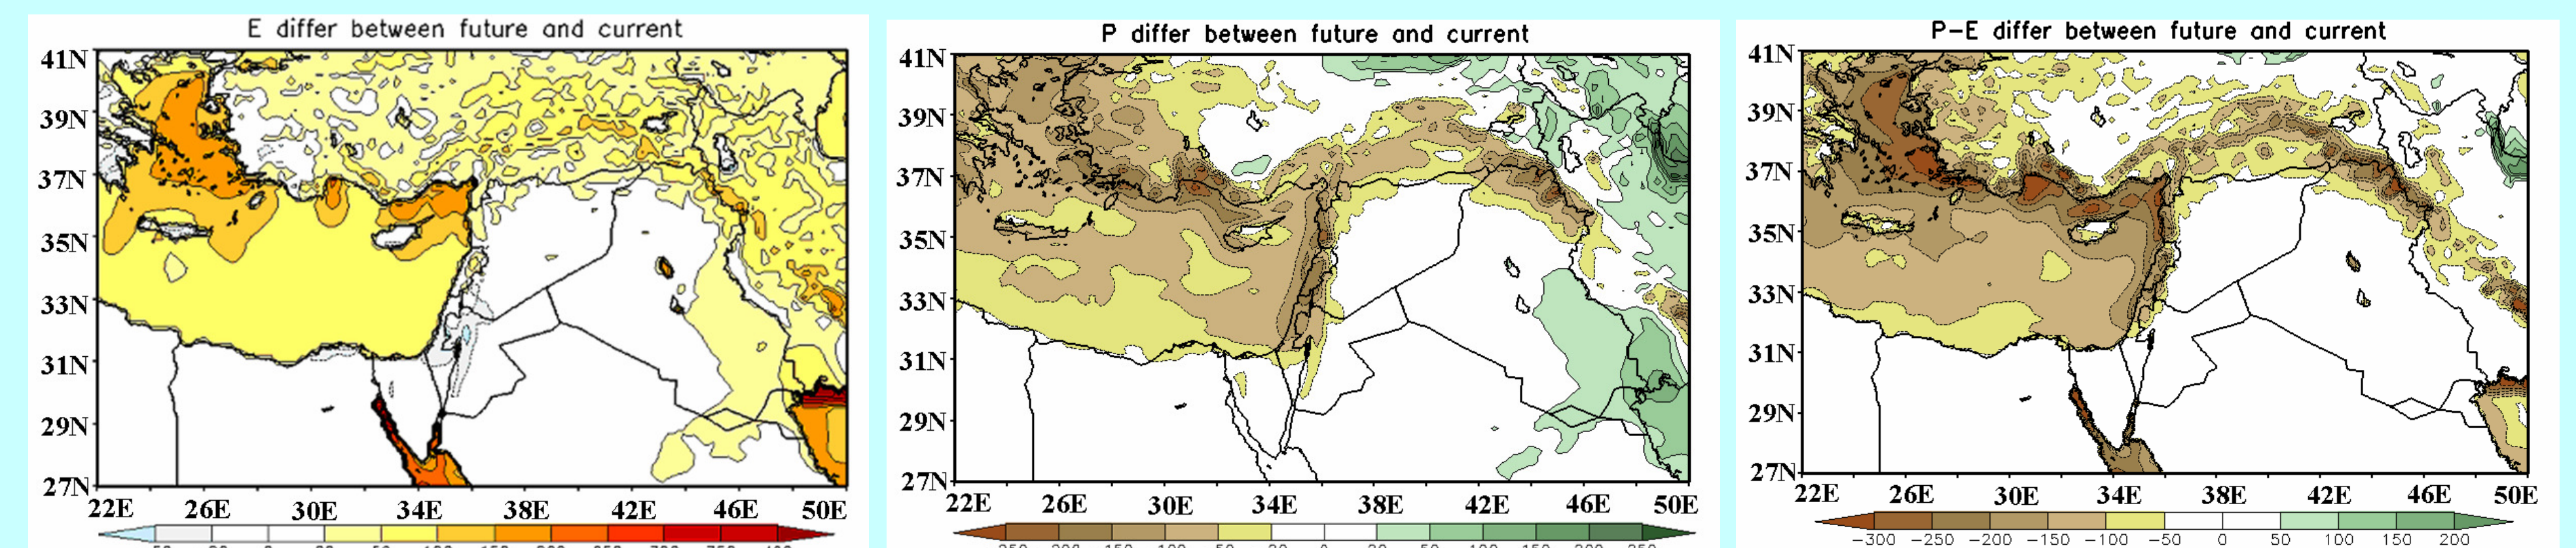 E differ between future and current
P differ between future and current
P-E differ between future and current
41N
39N
37N
35N
33N
31N
29N
27N
22E 26E 30E 34E 38E 42E 46E 50E
41N
39N
37N
35N
33N
31N
29N
27N
22E 26E 30E 34E 38E 42E 46E 50E
41N
39N
37N
35N
33N
31N
29N
27N
22E 26E 30E 34E 38E 42E 46E 50E
-300 -250 -200 -150 -100 -50 0 50 100 150 200